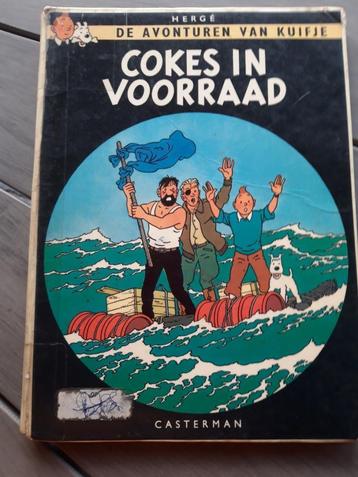 HERGÉ
DE AVONTUREN VAN KUIFJE
COKES IN
VOORRAAD
CASTERMAN